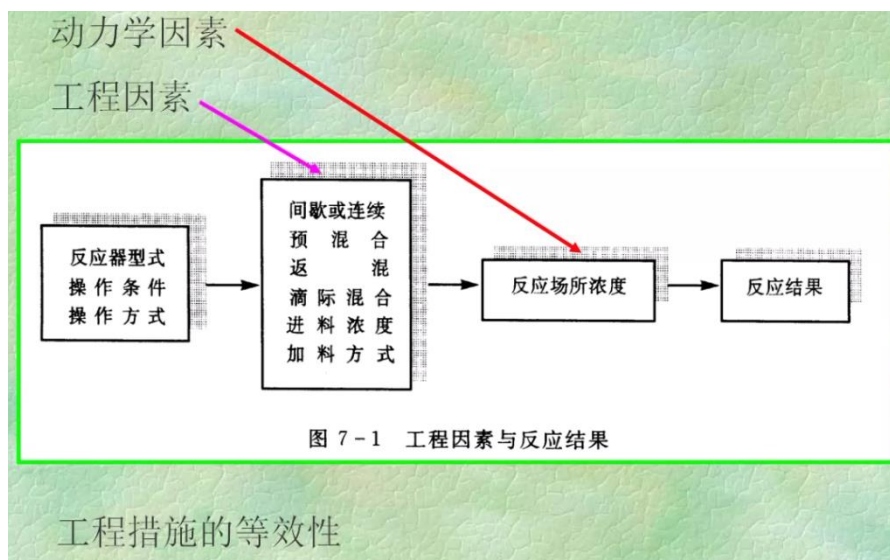 动力学因素
工程因素
反应器型式
操作条件
操作方式
间歇或连续
预混合
返混
滴际混合
进料浓度
加料方式
反应场所浓度
反应结果
图 7-1 工程因素与反应结果
工程措施的等效性